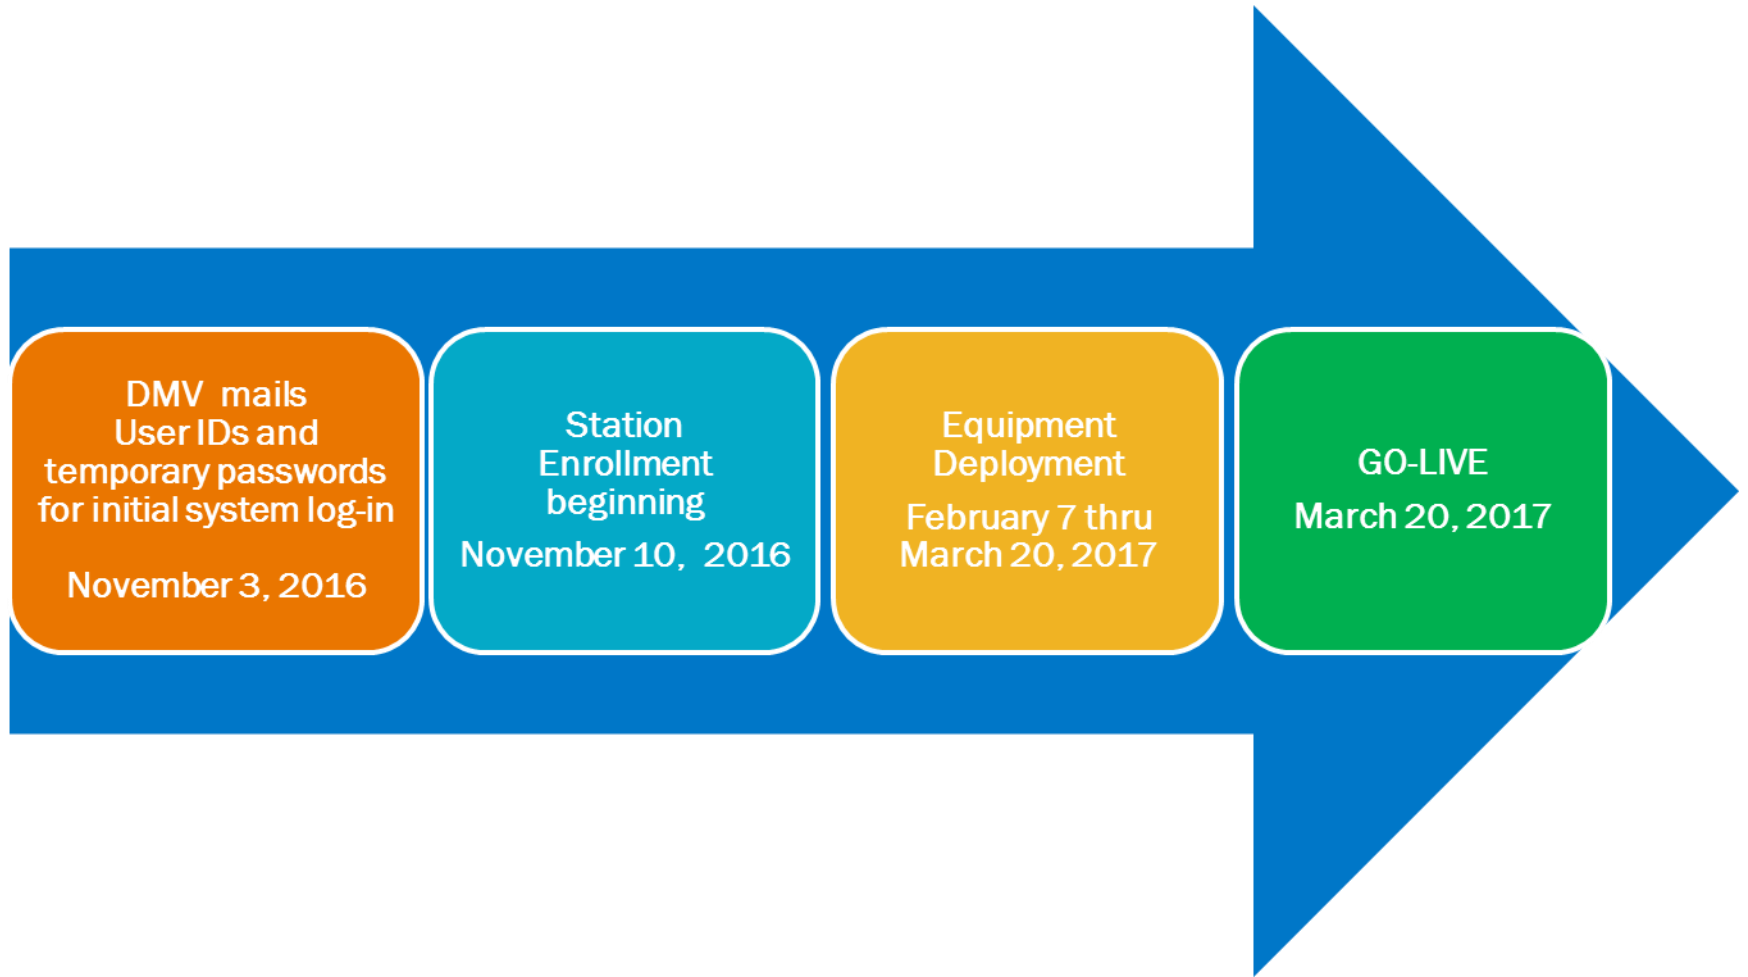 DMV  mails
User IDs and
temporary passwords
for initial system log-in
November 3, 2016
Station
Enrollment
beginning
November 10,  2016
Equipment
Deployment
February 7 thru
March 20, 2017
GO-LIVE
March 20, 2017